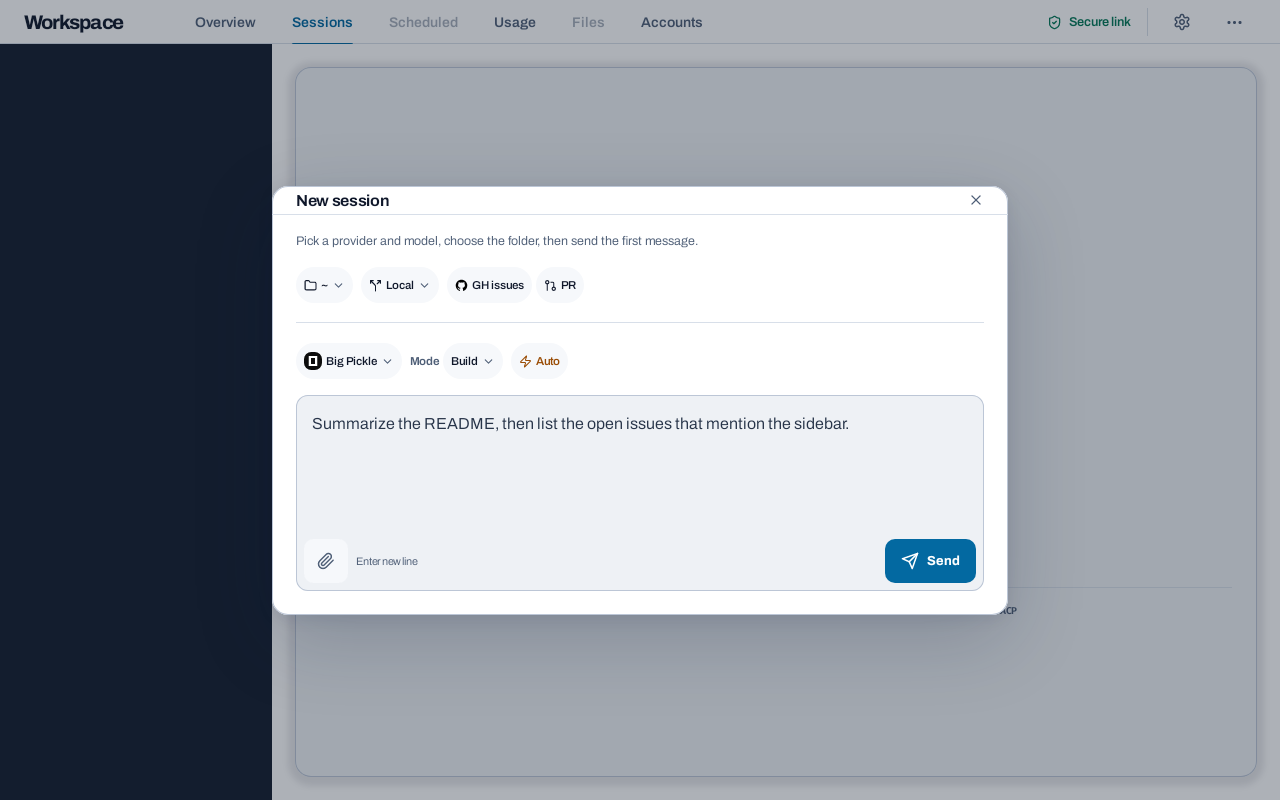 Workspace Overview Sessions Scheduled Usage Files Accounts Secure link
New session
Pick a provider and model, choose the folder, then send the first message.
~ Local GH issues PR
Big Pickle Mode Build Auto
Summarize the README, then list the open issues that mention the sidebar.
Enter new line Send